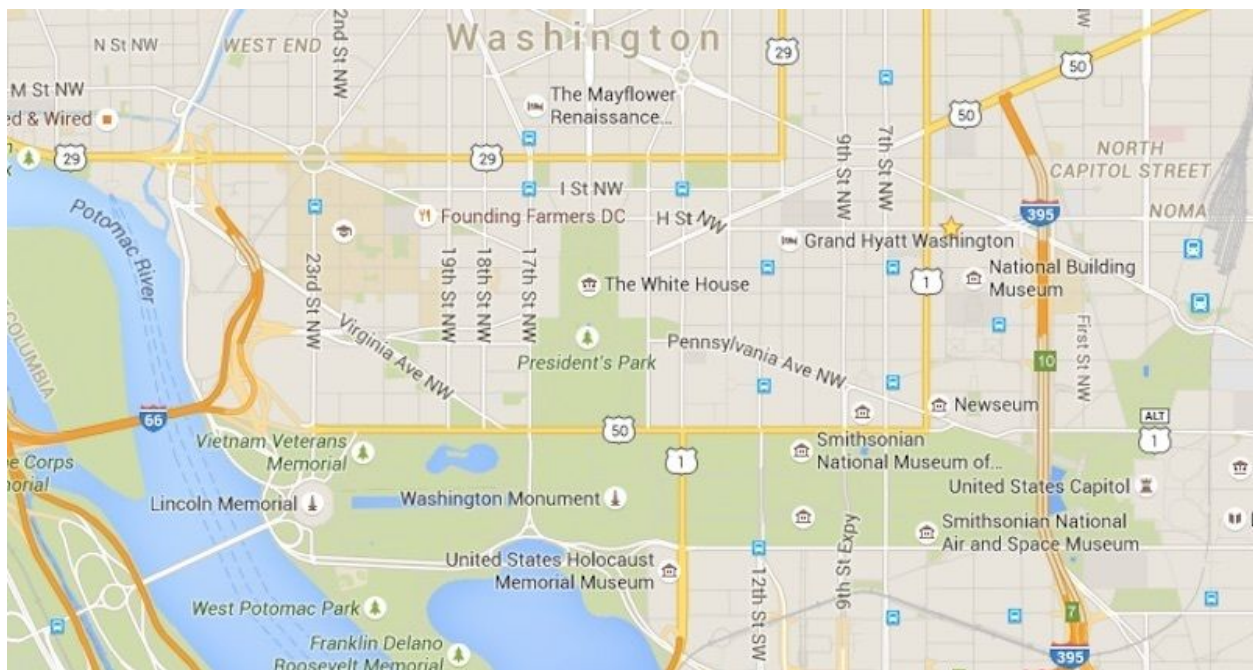 Washington
N St NW
WEST END
22nd St NW
29
50
M St NW
The Mayflower
Renaissance...
ed & Wired
50
29
29
9th St NW
7th St NW
NORTH
CAPITOL STREET
I St NW
Potomac River
Founding Farmers DC
H St NW
395
NOMA
Grand Hyatt Washington
23rd St NW
19th St NW
18th St NW
17th St NW
The White House
1
National Building
Museum
COLUMBIA
Virginia Ave NW
President's Park
Pennsylvania Ave NW
First St NW
10
66
Newseum
ALT
1
50
Vietnam Veterans
Memorial
1
Smithsonian
National Museum of...
e Corps
morial
Lincoln Memorial
Washington Monument
United States Capitol
Smithsonian National
Air and Space Museum
United States Holocaust
Memorial Museum
12th St SW
9th St Expy
West Potomac Park
7
Franklin Delano
Roosevelt Memorial
395